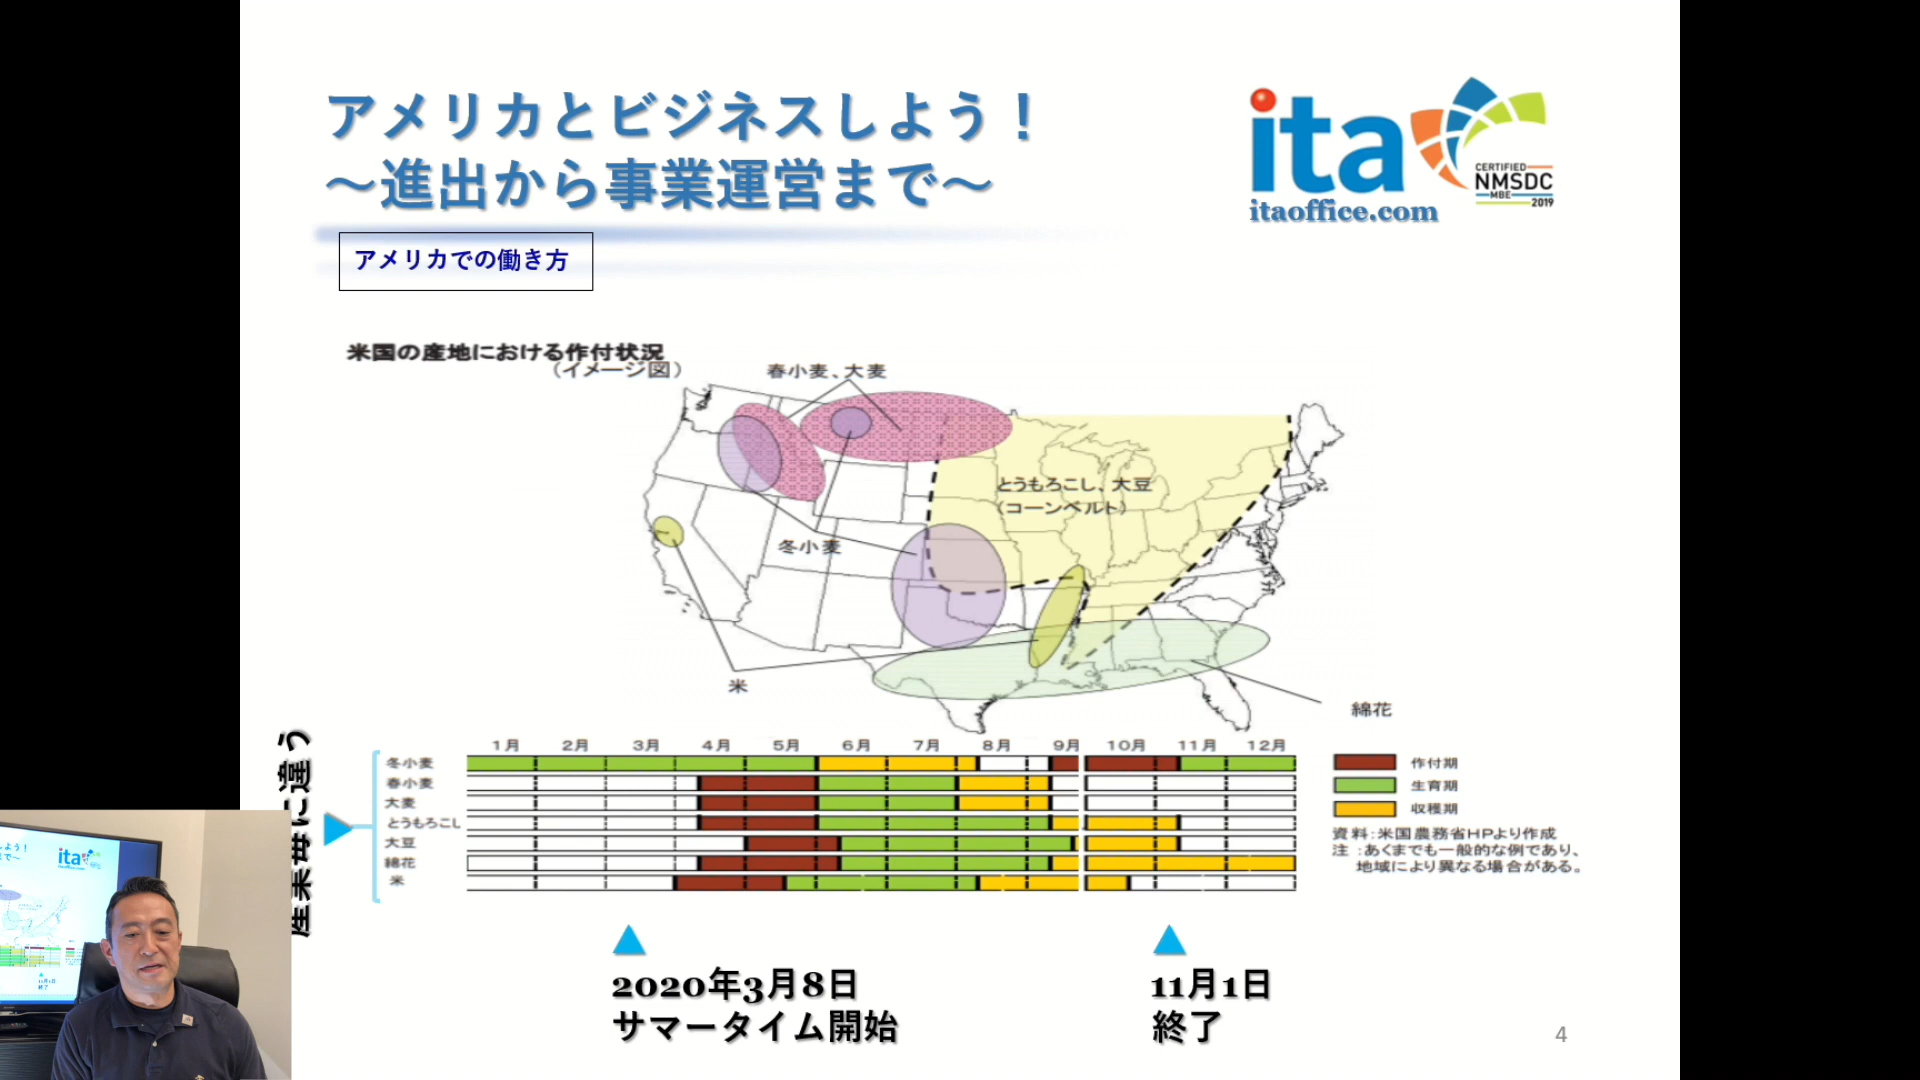 アメリカとビジネスしよう！
～進出から事業運営まで～
ita
CERTIFIED
NMSDC
MBE
2019
itaoffice.com
アメリカでの働き方
米国の産地における作付状況
（イメージ図）
春小麦、大麦
とうもろこし、大豆
（コーンベルト）
冬小麦
米
綿花
産業毎に違う
1月 2月 3月 4月 5月 6月 7月 8月 9月 10月 11月 12月
冬小麦
春小麦
大麦
とうもろこし
大豆
綿花
米
作付期
生育期
収穫期
資料：米国農務省HPより作成
注：あくまでも一般的な例であり、
地域により異なる場合がある。
2020年3月8日
サマータイム開始
11月1日
終了
4
ita